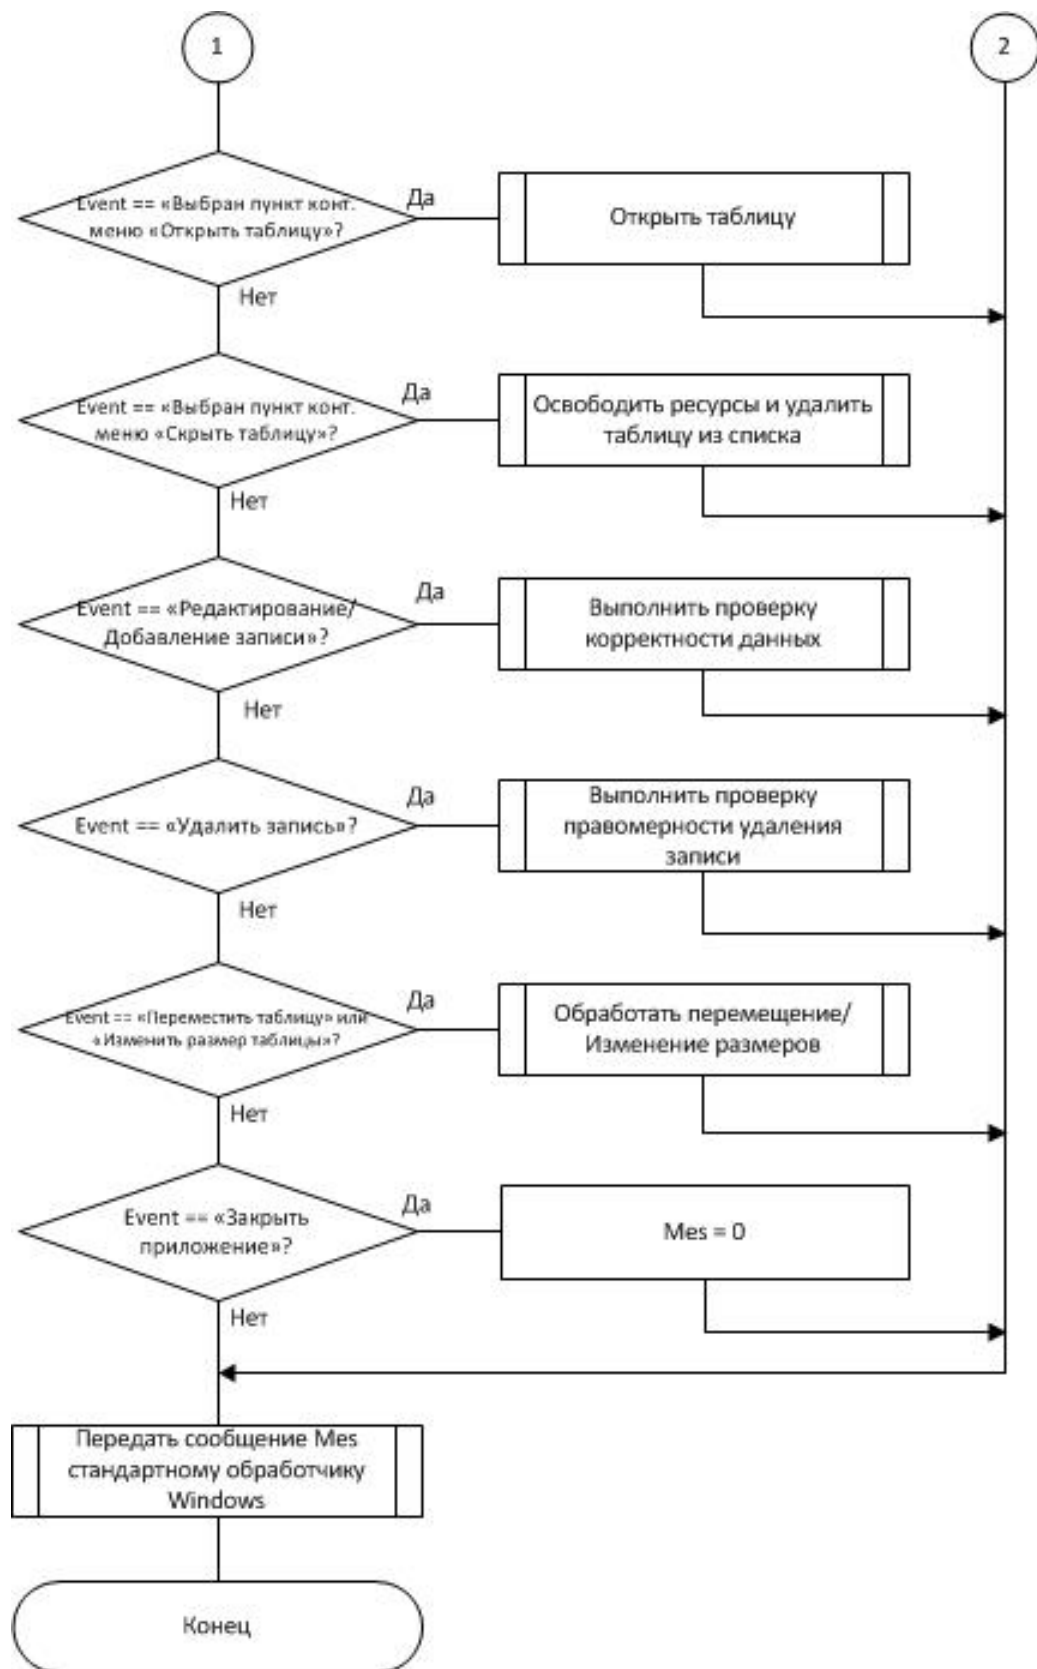 1
2
Event == «Выбран пункт конт.
меню «Открыть таблицу»?
Да
Открыть таблицу
Нет
Event == «Выбран пункт конт.
меню «Скрыть таблицу»?
Да
Освободить ресурсы и удалить
таблицу из списка
Нет
Event == «Редактирование/
Добавление записи»?
Да
Выполнить проверку
корректности данных
Нет
Event == «Удалить запись»?
Да
Выполнить проверку
правомерности удаления
записи
Нет
Event == «Переместить таблицу» или
«Изменить размер таблицы»?
Да
Обработать перемещение/
Изменение размеров
Нет
Event == «Закрыть
приложение»?
Да
Mes = 0
Нет
Передать сообщение Mes
стандартному обработчику
Windows
Конец